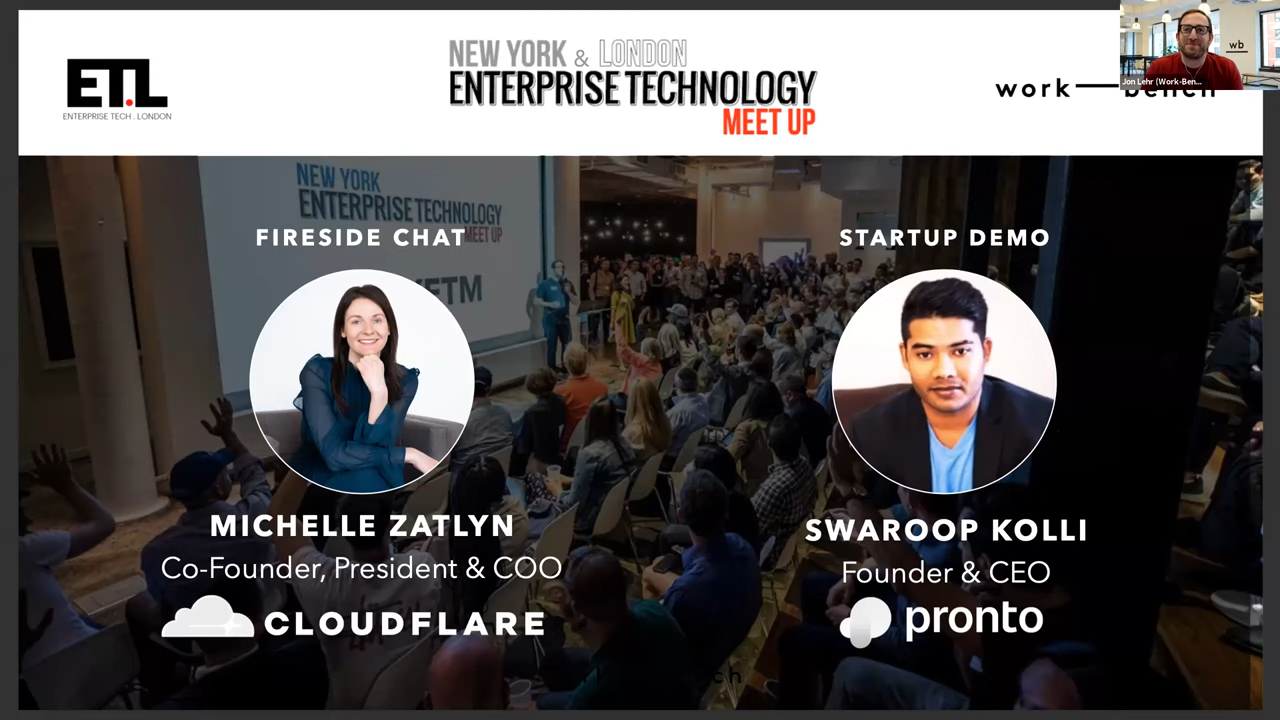 ET.L
ENTERPRISE TECH . LONDON
NEW YORK & LONDON
ENTERPRISE TECHNOLOGY
MEET UP
work
bench
wb
Jon Lehr (Work-Ben...
NEW YORK
ENTERPRISE TECHNOLOGY
MEET UP
FIRESIDE CHAT
STARTUP DEMO
MICHELLE ZATLYN
Co-Founder, President & COO
CLOUDFLARE
SWAROOP KOLLI
Founder & CEO
pronto